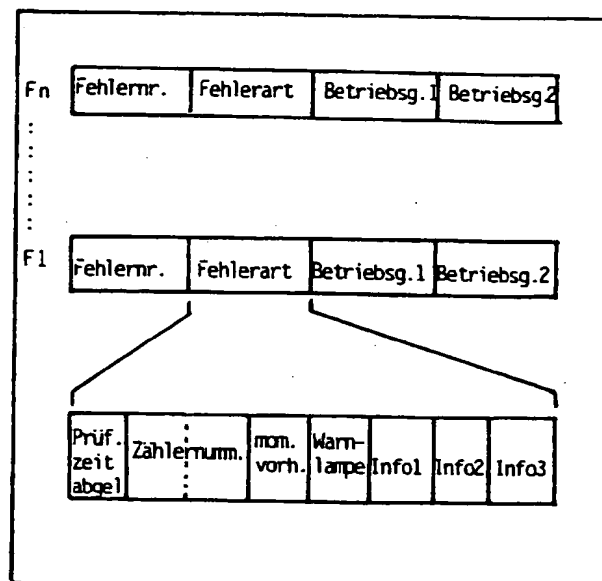 Fn Fehlernr. Fehlerart Betriebsg.1 Betriebsg.2
F1 Fehlernr. Fehlerart Betriebsg.1 Betriebsg.2
Prüf. zeit abgel
Zählernumm.
mom. vorh.
Warn- lampe
Info1
Info2
Info3